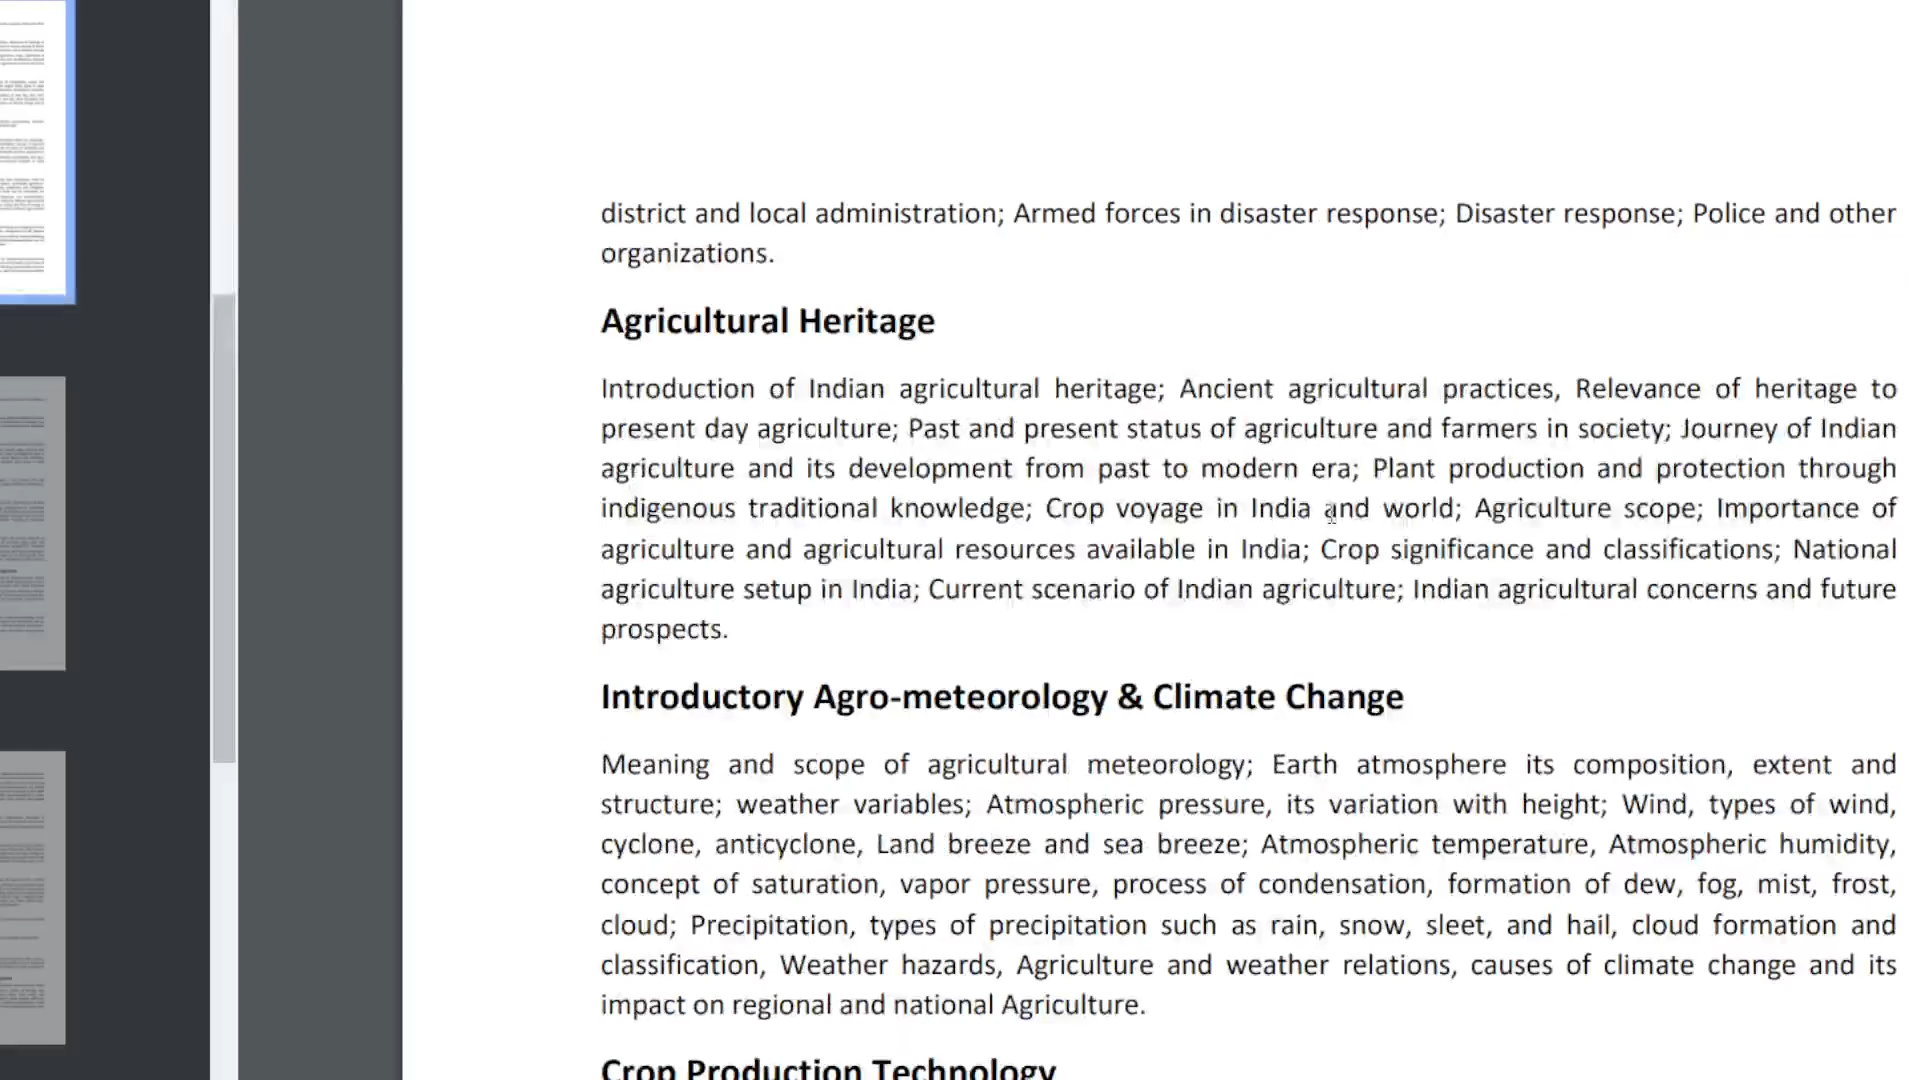 district and local administration; Armed forces in disaster response; Disaster response; Police and other
organizations.
Agricultural Heritage
Introduction of Indian agricultural heritage; Ancient agricultural practices, Relevance of heritage to
present day agriculture; Past and present status of agriculture and farmers in society; Journey of Indian
agriculture and its development from past to modern era; Plant production and protection through
indigenous traditional knowledge; Crop voyage in India and world; Agriculture scope; Importance of
agriculture and agricultural resources available in India; Crop significance and classifications; National
agriculture setup in India; Current scenario of Indian agriculture; Indian agricultural concerns and future
prospects.
Introductory Agro-meteorology & Climate Change
Meaning and scope of agricultural meteorology; Earth atmosphere its composition, extent and
structure; weather variables; Atmospheric pressure, its variation with height; Wind, types of wind,
cyclone, anticyclone, Land breeze and sea breeze; Atmospheric temperature, Atmospheric humidity,
concept of saturation, vapor pressure, process of condensation, formation of dew, fog, mist, frost,
cloud; Precipitation, types of precipitation such as rain, snow, sleet, and hail, cloud formation and
classification, Weather hazards, Agriculture and weather relations, causes of climate change and its
impact on regional and national Agriculture.
Crop Production Technology